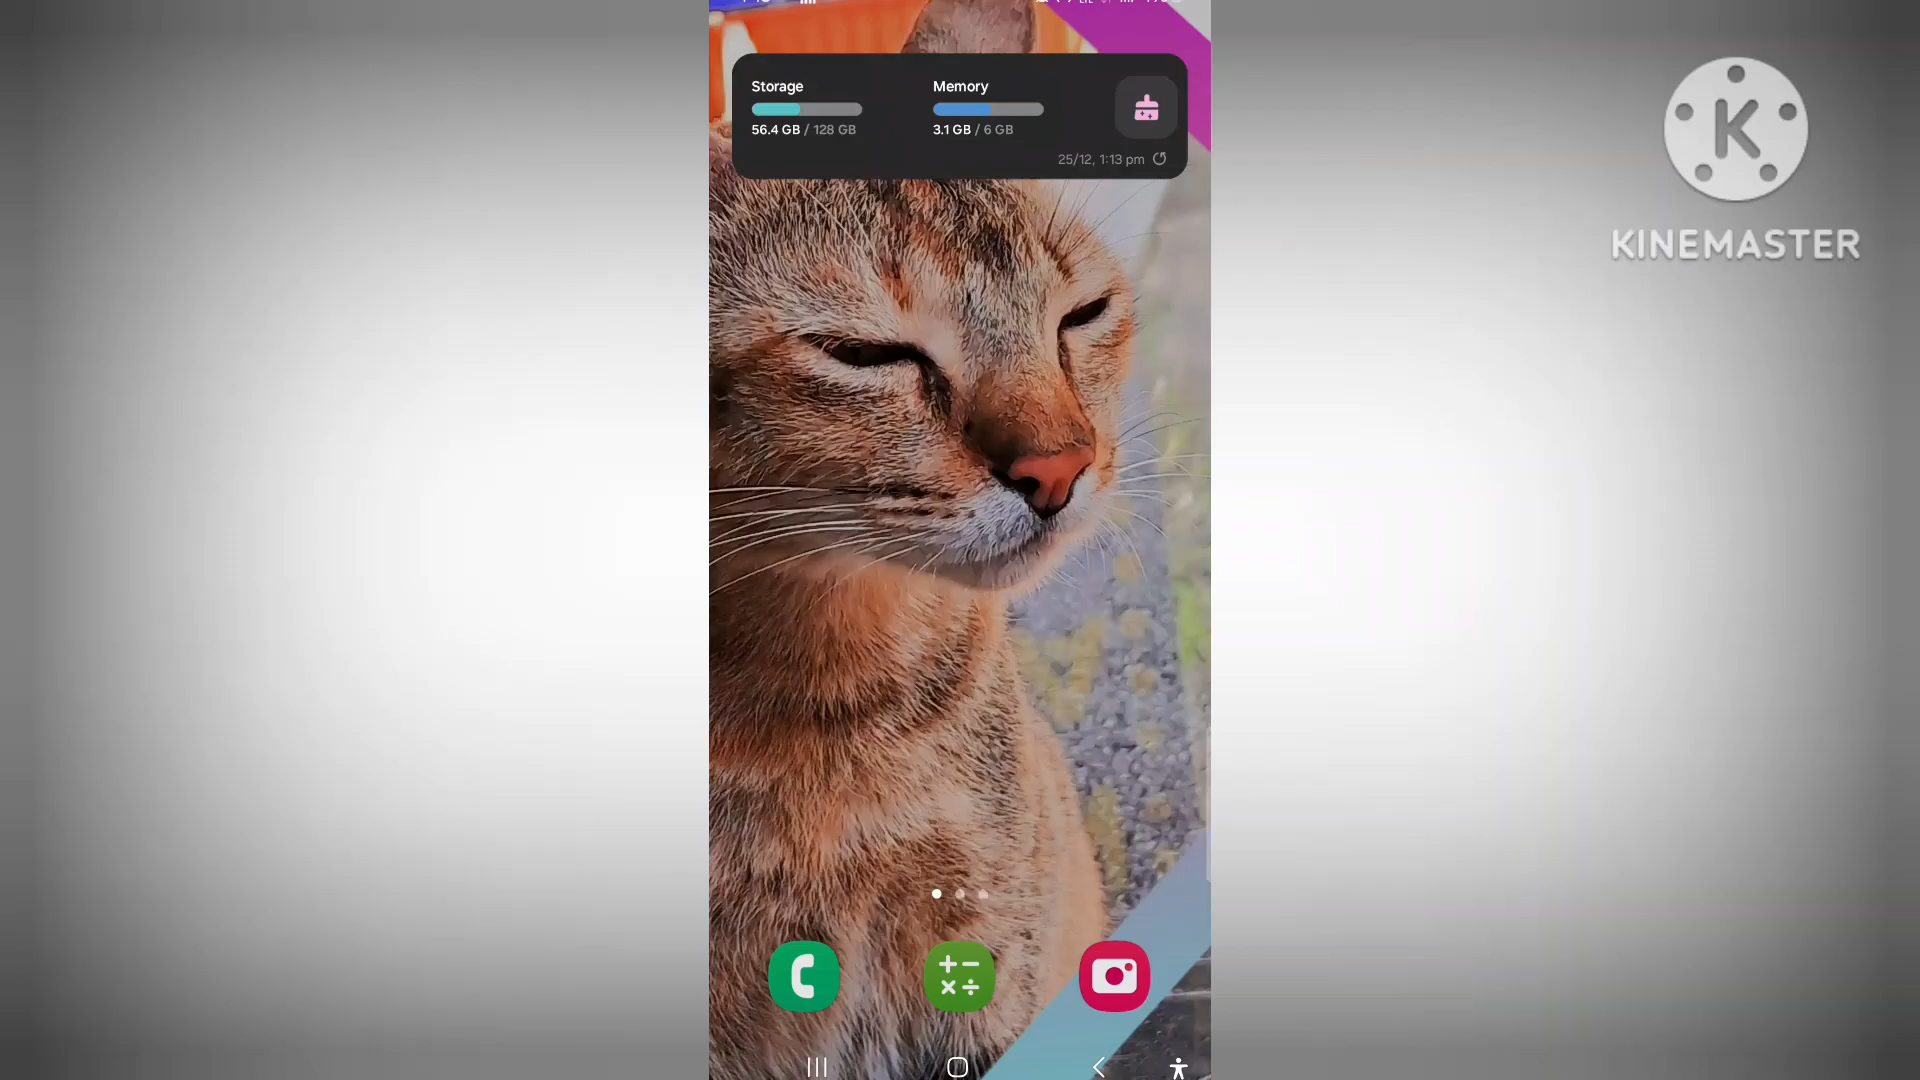 Storage
Memory
56.4 GB / 128 GB
3.1 GB / 6 GB
25/12, 1:13 pm
K
KINEMASTER